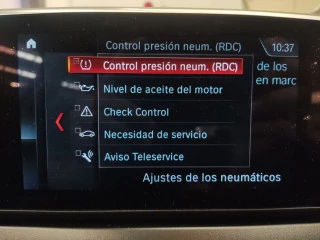 Control presión neum. (RDC)
10:37
Control presión neum. (RDC)
de los
Nivel de aceite del motor
en marc
Check Control
Necesidad de servicio
Aviso Teleservice
Ajustes de los neumáticos